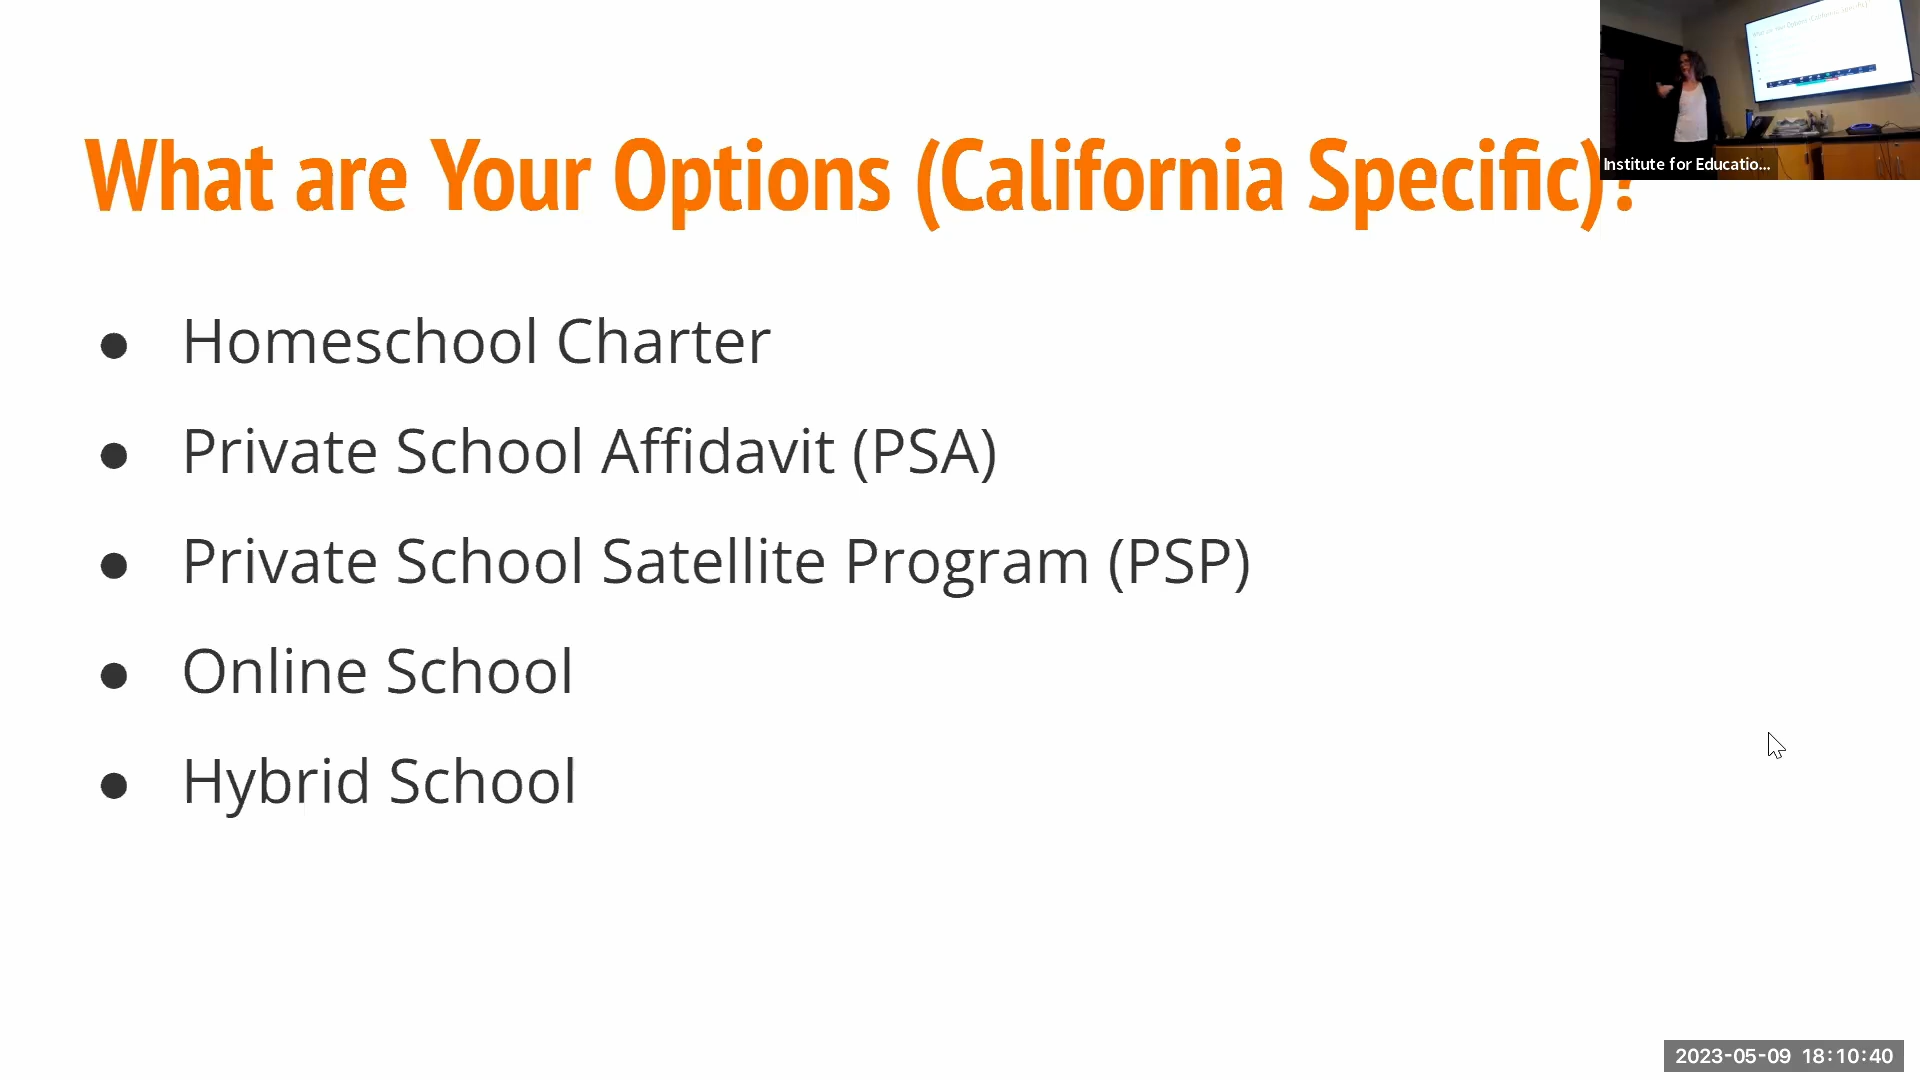 What are Your Options (California Specific)?
Institute for Educatio...
● Homeschool Charter
● Private School Affidavit (PSA)
● Private School Satellite Program (PSP)
● Online School
● Hybrid School
2023-05-09 18:10:40